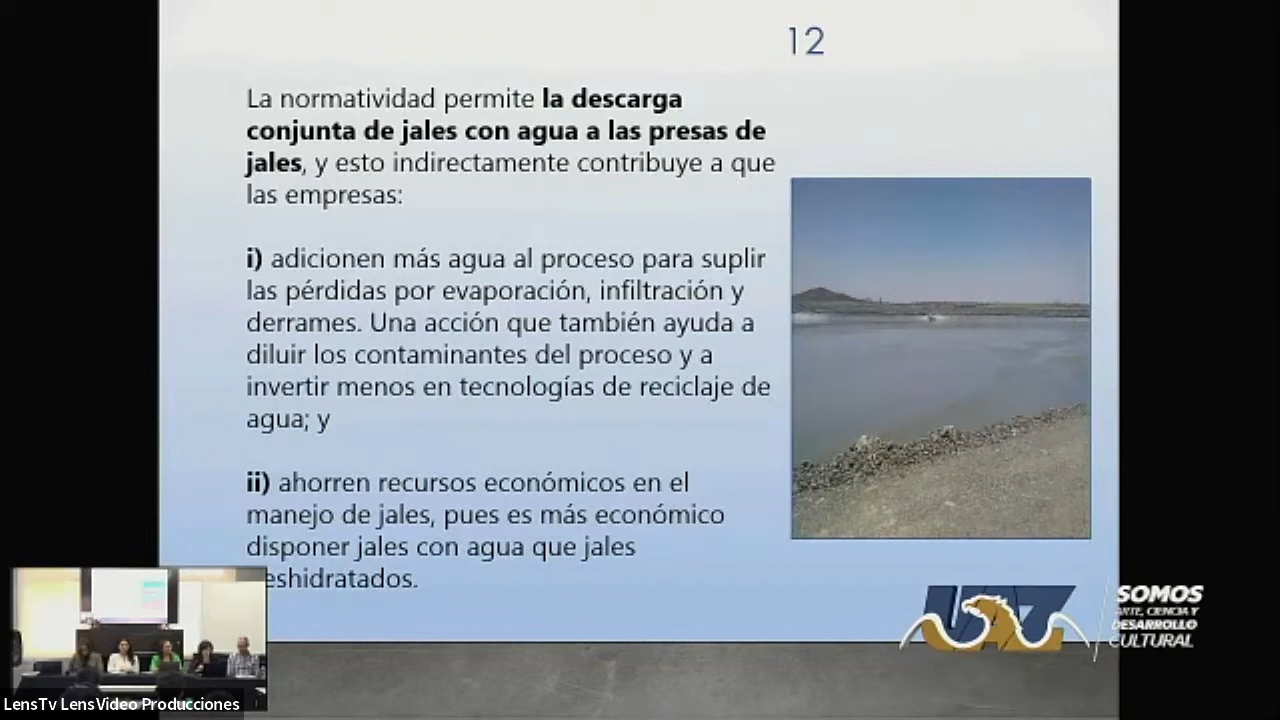 12
La normatividad permite la descarga
conjunta de jales con agua a las presas de
jales, y esto indirectamente contribuye a que
las empresas:
i) adicionen más agua al proceso para suplir
las pérdidas por evaporación, infiltración y
derrames. Una acción que también ayuda a
diluir los contaminantes del proceso y a
invertir menos en tecnologías de reciclaje de
agua; y
ii) ahorren recursos económicos en el
manejo de jales, pues es más económico
disponer jales con agua que jales
eshidratados.
UAZ
SOMOS
ARTE, CIENCIA Y
DESARROLLO
CULTURAL
LensTv LensVideo Producciones